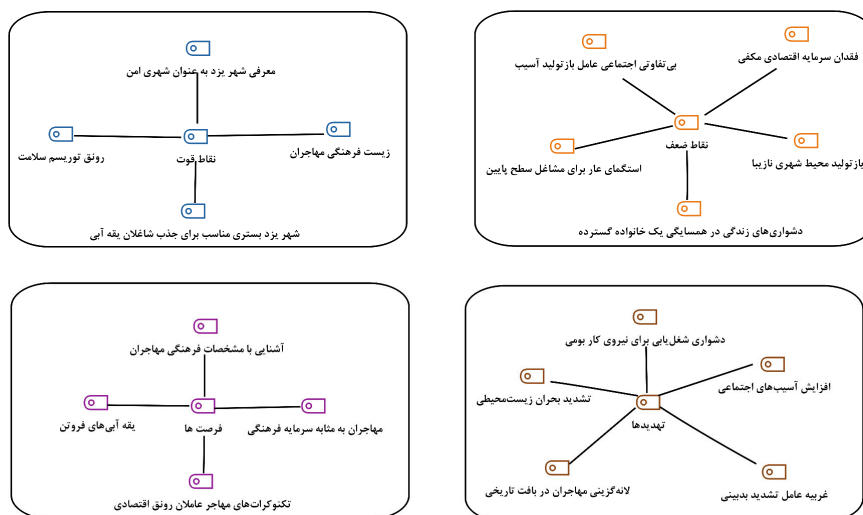 معرفی شهر یزد به عنوان شهری امن
زیست فرهنگی مهاجران
نقاط قوت
رونق توریسم سلامت
شهر یزد بستری مناسب برای جذب شاغلان یقه آبی
فقدان سرمایه اقتصادی مکفی
بی‌تفاوتی اجتماعی عامل بازتولید آسیب
نقاط ضعف
بازتولید محیط شهری نازیبا
استگمای عار برای مشاغل سطح پایین
دشواری‌های زندگی در همسایگی یک خانواده گسترده
آشنایی با مشخصات فرهنگی مهاجران
مهاجران به مثابه سرمایه فرهنگی
فرصت ها
یقه آبی‌های فروتن
تکنوکرات‌های مهاجر عاملان رونق اقتصادی
دشواری شغل‌یابی برای نیروی کار بومی
افزایش آسیب‌های اجتماعی
تشدید بحران زیست‌محیطی
تهدیدها
غریبه عامل تشدید بدبینی
لانه‌گزینی مهاجران در بافت تاریخی